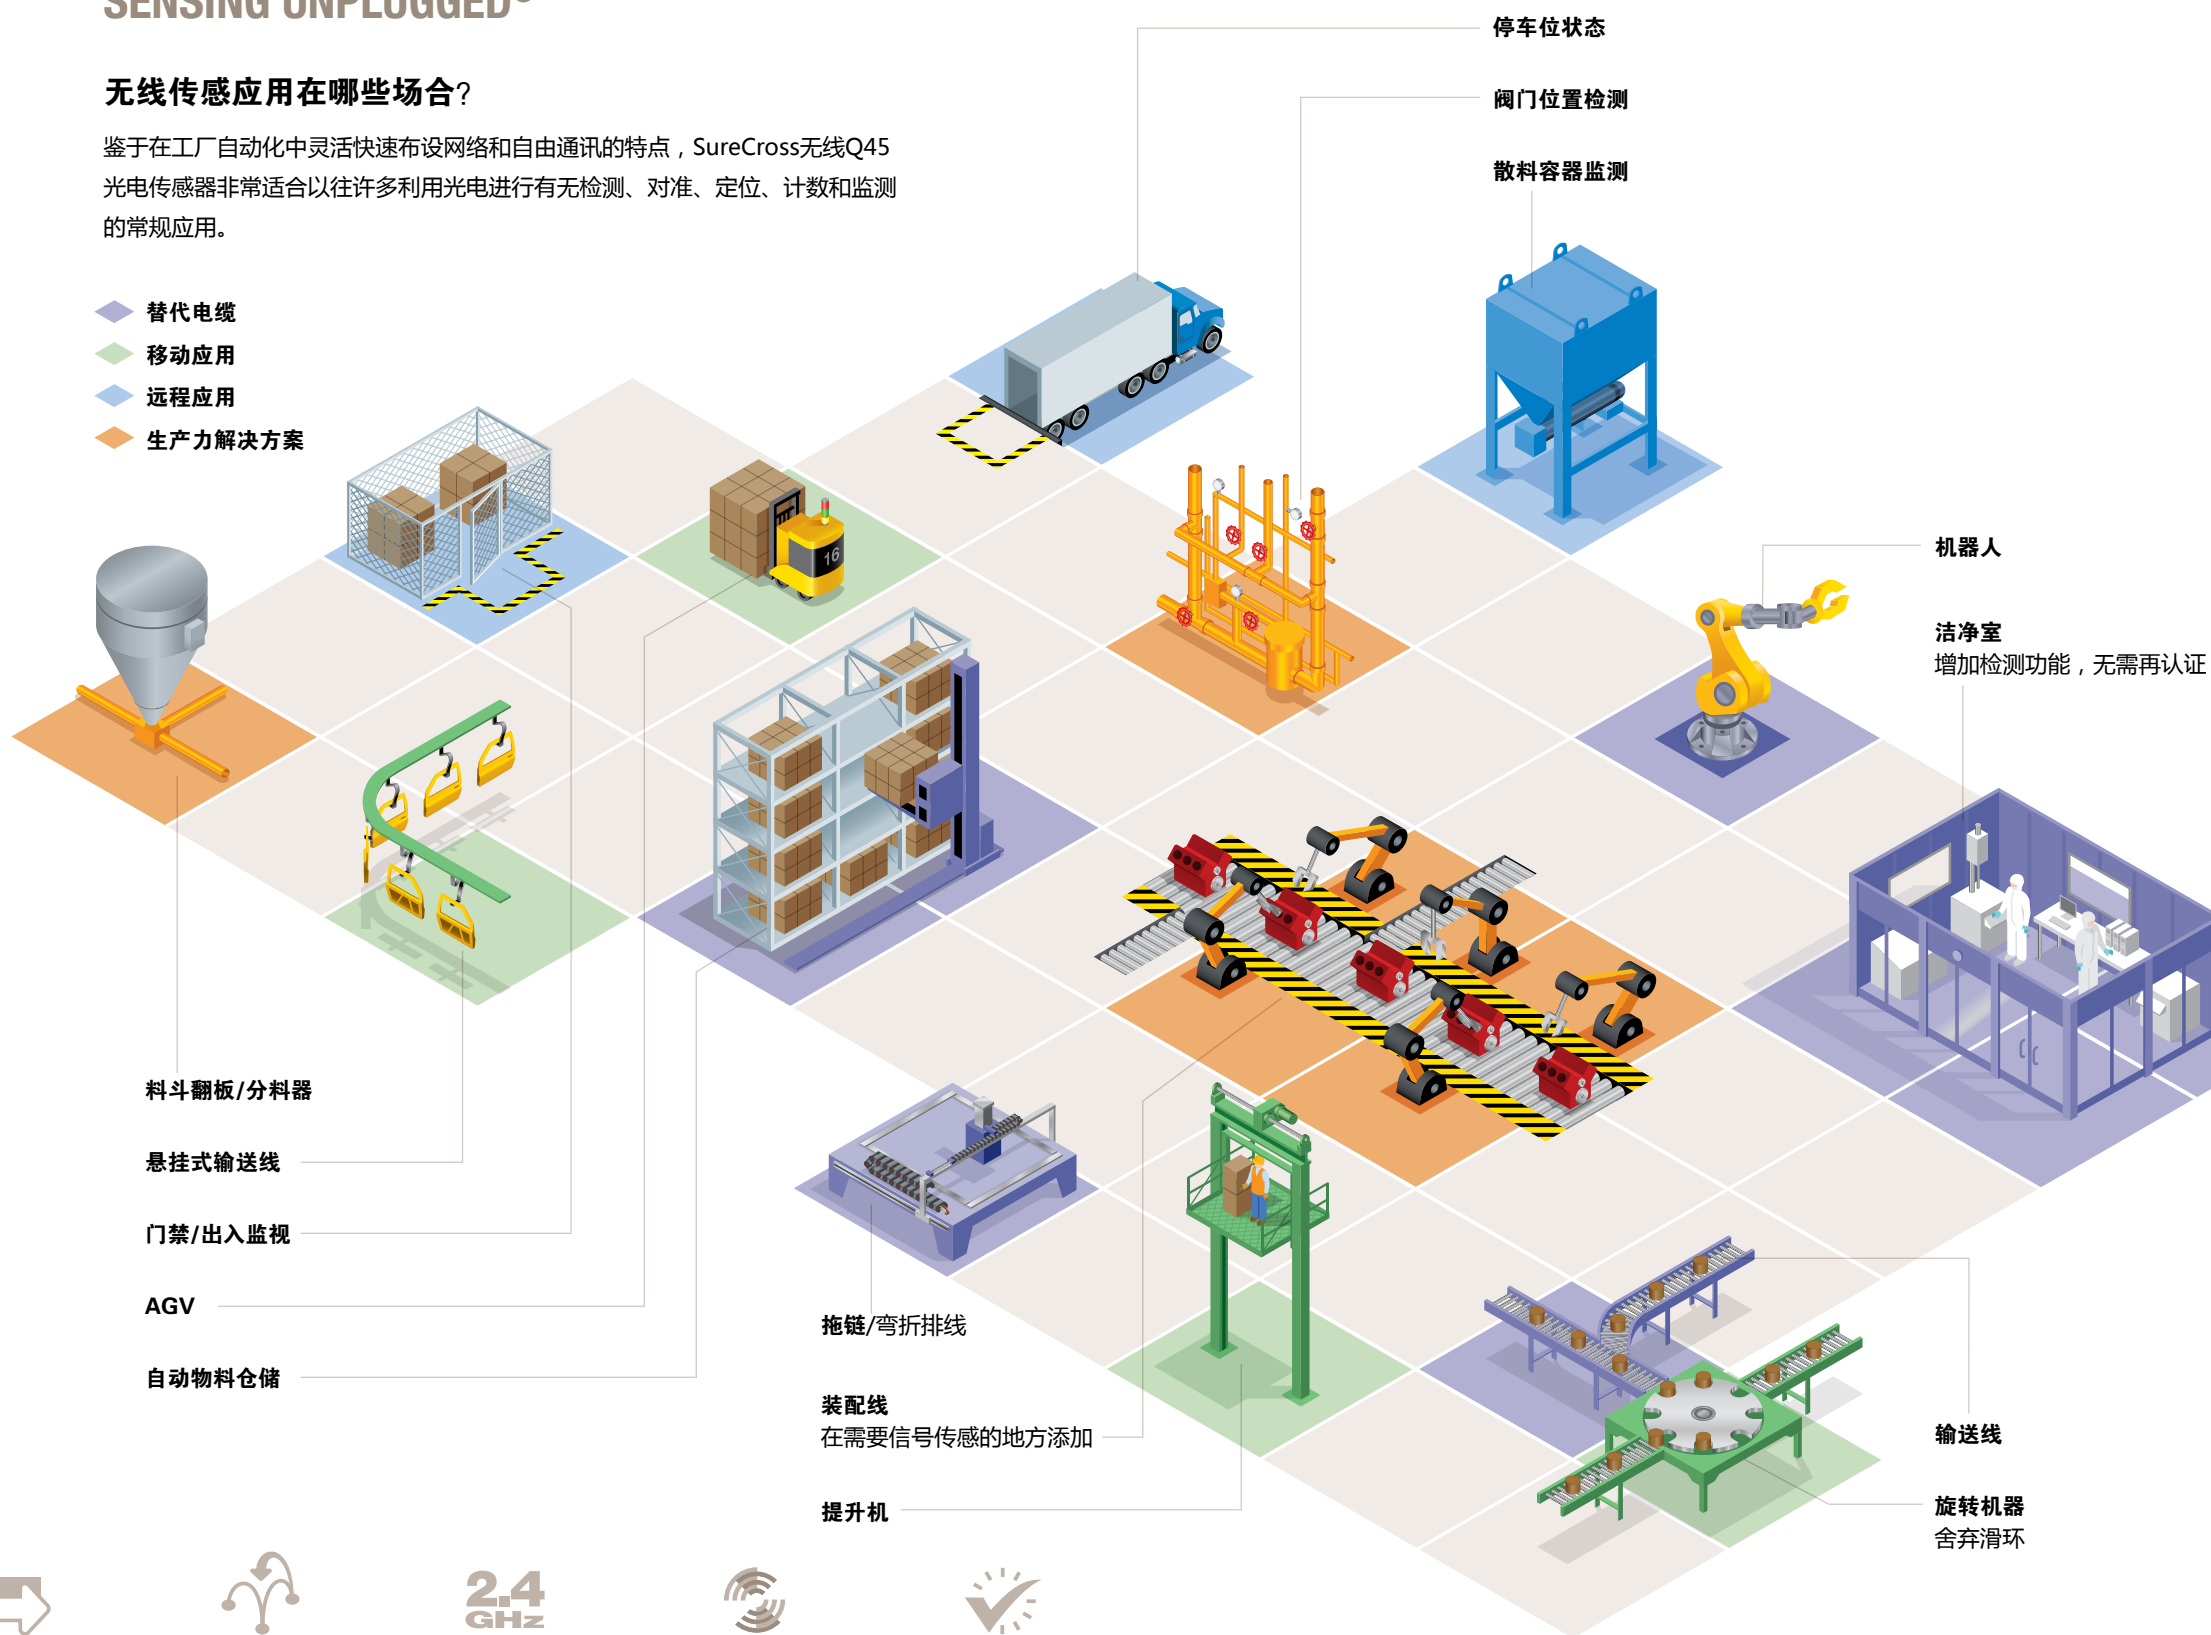 SENSING UNPLUGGED®
无线传感应用在哪些场合?
鉴于在工厂自动化中灵活快速布设网络和自由通讯的特点，SureCross无线Q45
光电传感器非常适合以往许多利用光电进行有无检测、对准、定位、计数和监测
的常规应用。
替代电缆
移动应用
远程应用
生产力解决方案
停车位状态
阀门位置检测
散料容器监测
机器人
洁净室
增加检测功能，无需再认证
16
料斗翻板/分料器
悬挂式输送线
门禁/出入监视
AGV
自动物料仓储
拖链/弯折排线
装配线
在需要信号传感的地方添加
提升机
输送线
旋转机器
舍弃滑环
2.4
GHz